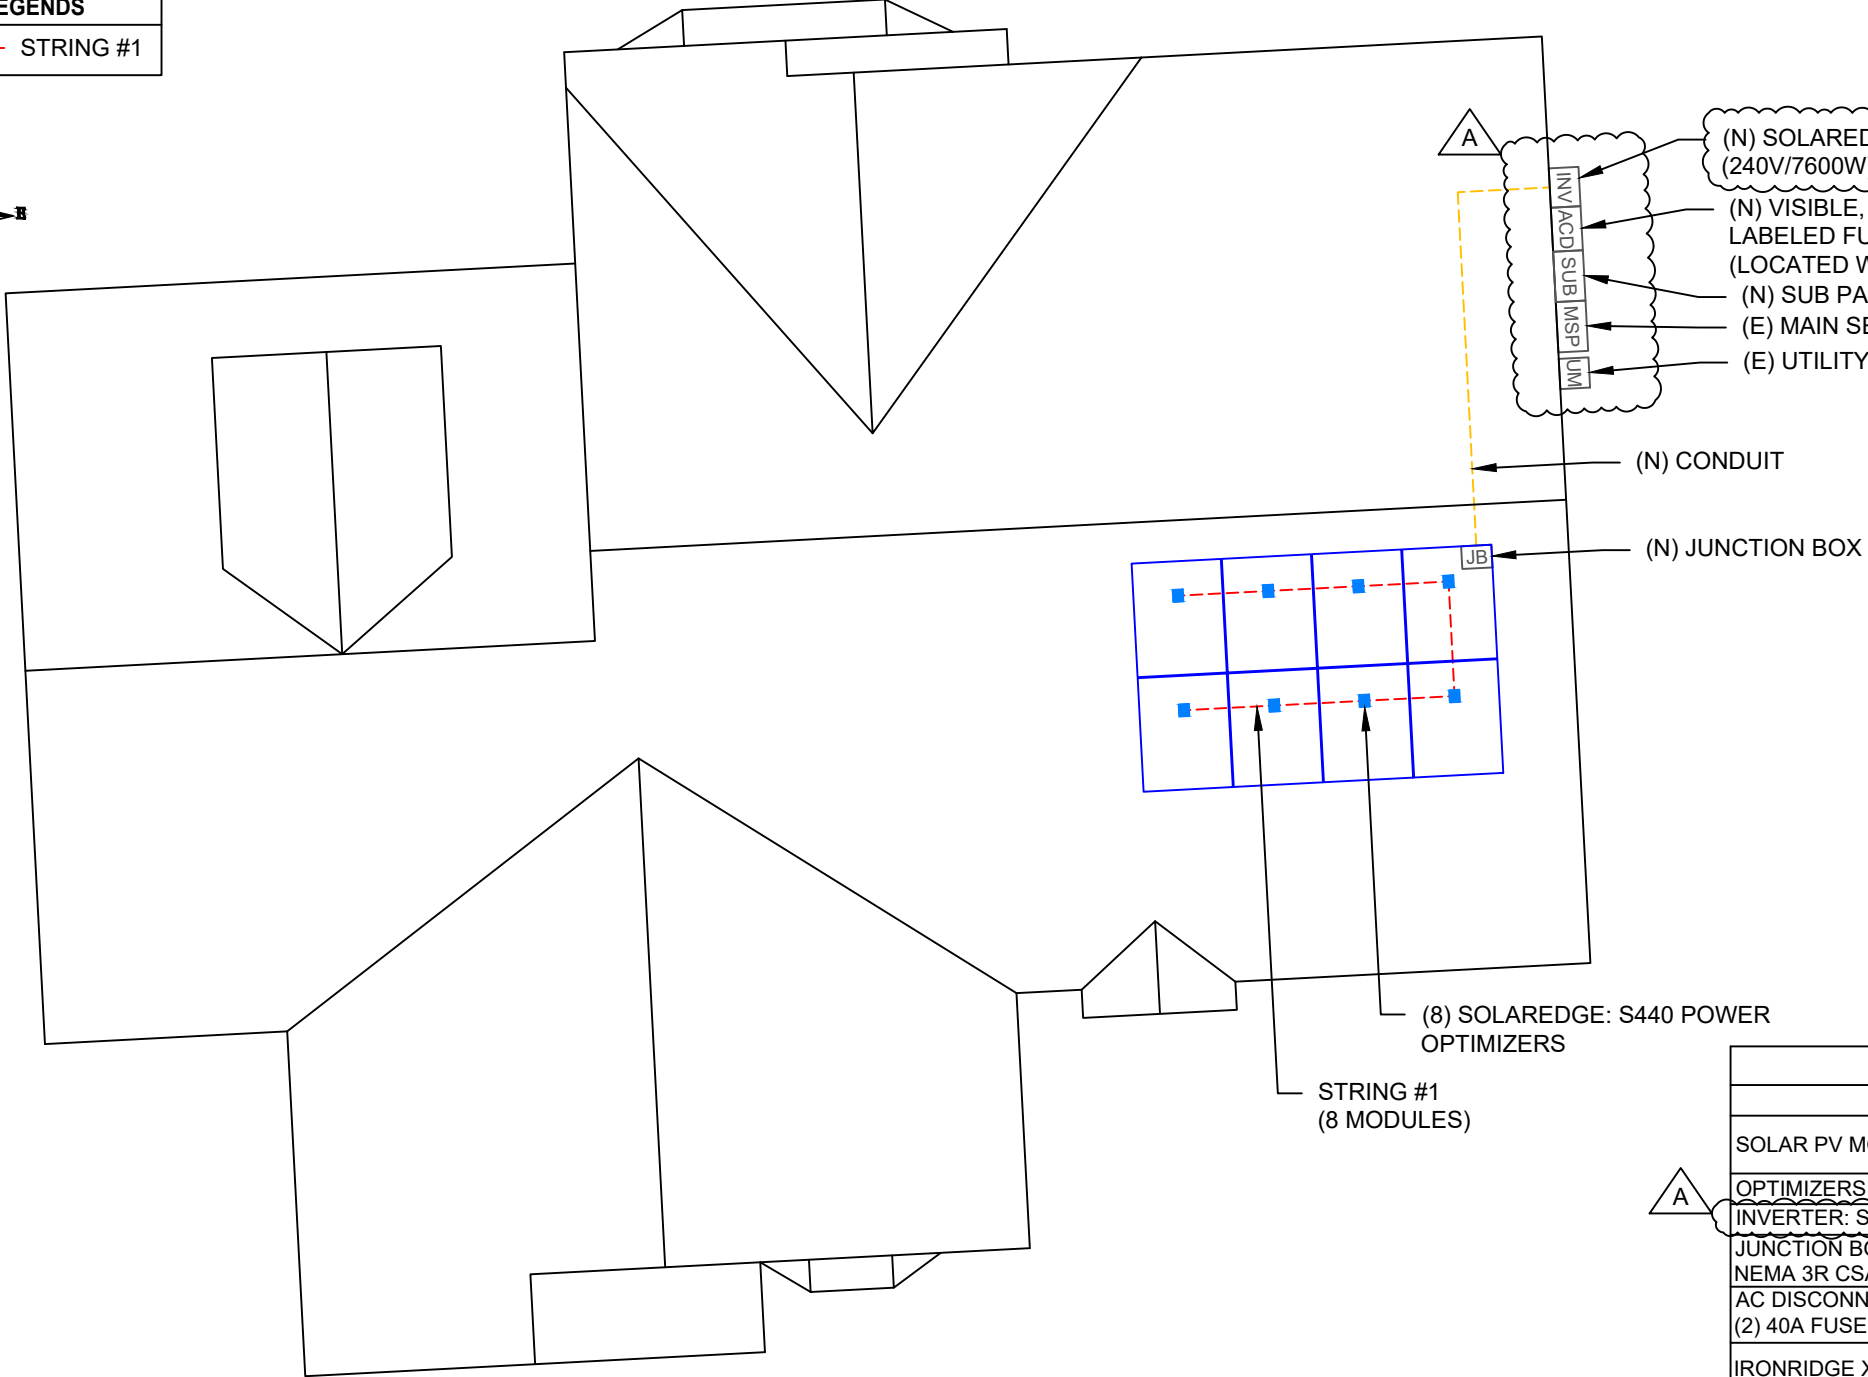 STRING #1
A
(N) SOLARED
(240V/7600W
INV
ACD
SUB
MSP
UM
(N) VISIBLE,
LABELED FU
(LOCATED W
(N) SUB PA
(E) MAIN SE
(E) UTILITY
(N) CONDUIT
JB
(N) JUNCTION BOX
(8) SOLAREDGE: S440 POWER
OPTIMIZERS
STRING #1
(8 MODULES)
SOLAR PV MO
A
OPTIMIZERS
INVERTER: S
JUNCTION BO
NEMA 3R CSA
AC DISCONN
(2) 40A FUSE
IRONRIDGE X